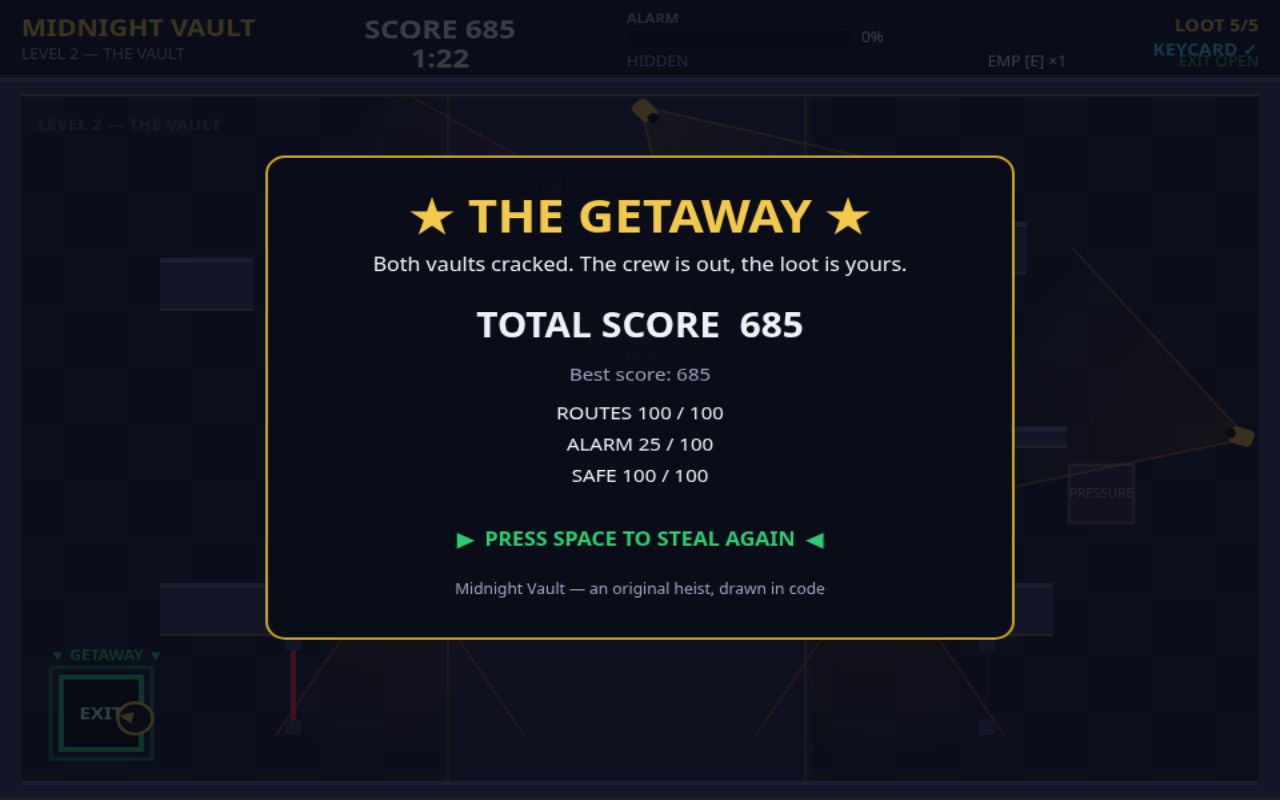 MIDNIGHT VAULT
LEVEL 2 — THE VAULT
SCORE 685
1:22
ALARM
0%
HIDDEN
EMP [E] ×1
LOOT 5/5
KEYCARD ✓
EXIT OPEN
LEVEL 2 — THE VAULT
★ THE GETAWAY ★
Both vaults cracked. The crew is out, the loot is yours.
TOTAL SCORE 685
Best score: 685
ROUTES 100 / 100
ALARM 25 / 100
SAFE 100 / 100
▶ PRESS SPACE TO STEAL AGAIN ◀
Midnight Vault — an original heist, drawn in code
PRESSURE
▼ GETAWAY ▼
EXIT